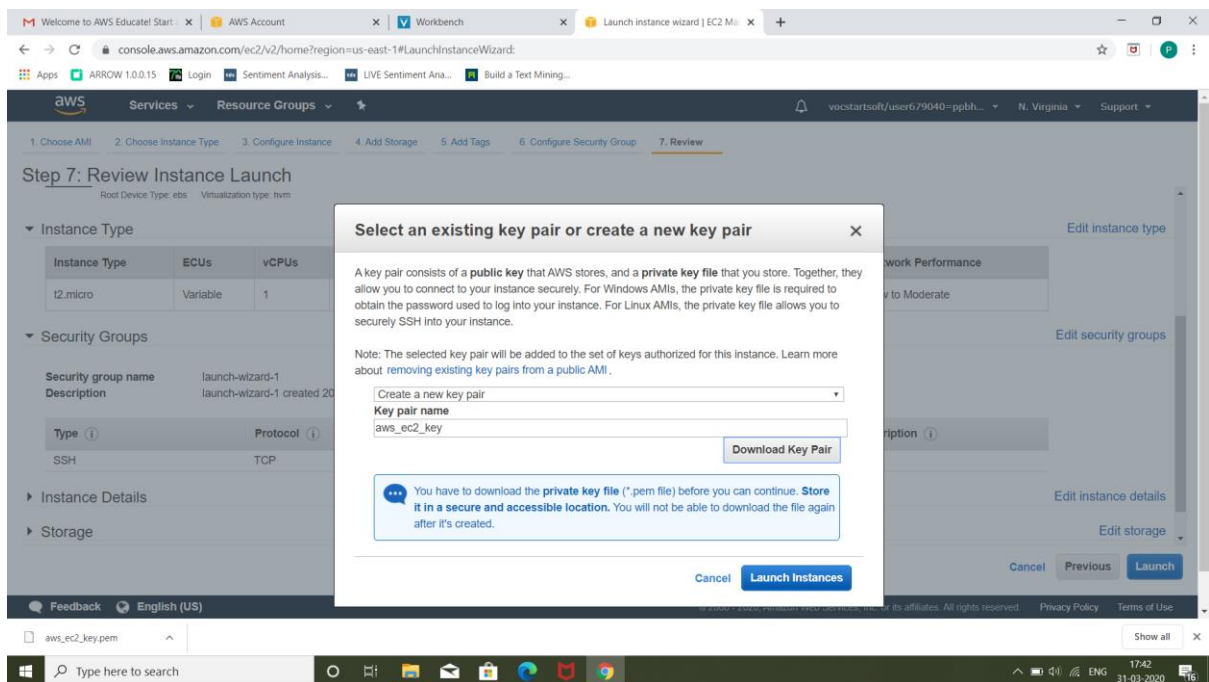 Welcome to AWS Educate! Start
AWS Account
Workbench
Launch instance wizard | EC2 Ma
console.aws.amazon.com/ec2/v2/home?region=us-east-1#LaunchInstanceWizard:
P
Apps ARROW 1.0.0.15 Login Sentiment Analysis... LIVE Sentiment Ana... Build a Text Mining...
aws Services Resource Groups vocstartsoft/user679040=ppbh... N. Virginia Support
1. Choose AMI 2. Choose Instance Type 3. Configure Instance 4. Add Storage 5. Add Tags 6. Configure Security Group 7. Review
Step 7: Review Instance Launch
Root Device Type: ebs Virtualization type: hvm
Instance Type
Edit instance type
Instance Type ECUs vCPUs
t2.micro Variable 1
work Performance
to Moderate
Security Groups
Edit security groups
Security group name launch-wizard-1
Description launch-wizard-1 created 20
Type Protocol
ription
SSH TCP
Instance Details
Edit instance details
Storage
Edit storage
Select an existing key pair or create a new key pair
A key pair consists of a public key that AWS stores, and a private key file that you store. Together, they
allow you to connect to your instance securely. For Windows AMIs, the private key file is required to
obtain the password used to log into your instance. For Linux AMIs, the private key file allows you to
securely SSH into your instance.
Note: The selected key pair will be added to the set of keys authorized for this instance. Learn more
about removing existing key pairs from a public AMI .
Create a new key pair
Key pair name
aws_ec2_key
Download Key Pair
You have to download the private key file (*.pem file) before you can continue. Store
it in a secure and accessible location. You will not be able to download the file again
after it's created.
Cancel Launch Instances
Cancel Previous Launch
Feedback English (US)
or its affiliates. All rights reserved. Privacy Policy Terms of Use
aws_ec2_key.pem
Show all
Type here to search
ENG
17:42
31-03-2020
16